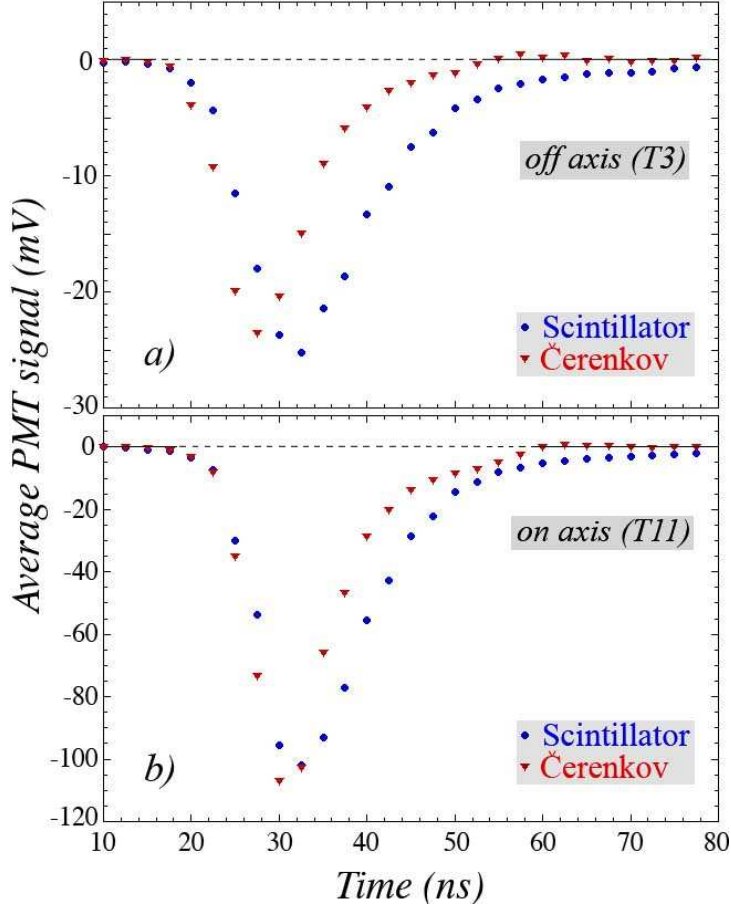 Average PMT signal (mV)
0
-10
-20
-30
off axis (T3)
Scintillator
Čerenkov
a)
0
-20
-40
-60
-80
-100
-120
on axis (T11)
Scintillator
Čerenkov
b)
10 20 30 40 50 60 70 80
Time (ns)